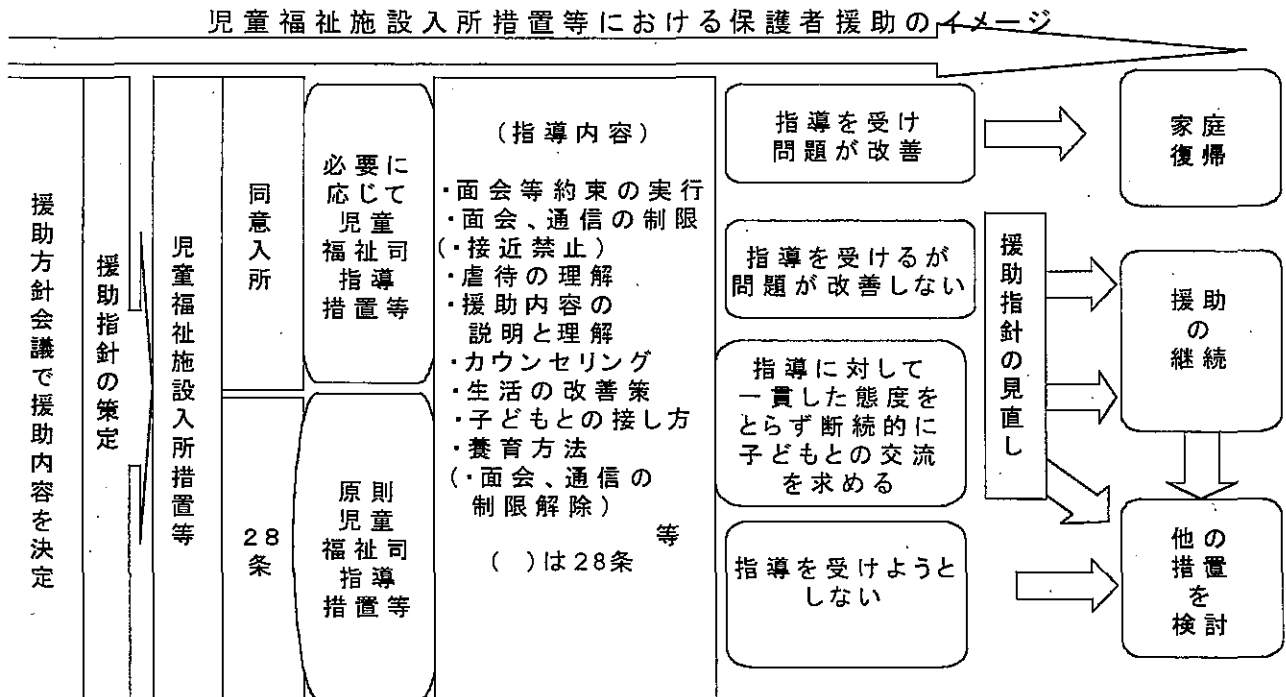 児童福祉施設入所措置等における保護者援助のイメージ
援助方針会議で援助内容を決定
援助指針の策定
児童福祉施設入所措置等
同意入所
28
条
必要に
応じて
児童
福祉司
指導
措置等
原則
児童
福祉司
指導
措置等
(指導内容)
・面会等約束の実行
・面会、通信の制限
(・接近禁止)
・虐待の理解
・援助内容の
説明と理解
・カウンセリング
・生活の改善策
・子どもとの接し方
・養育方法
(・面会、通信の
制限解除)
等
( )は28条
指導を受け
問題が改善
指導を受けるが
問題が改善しない
指導に対して
一貫した態度を
とらず断続的に
子どもとの交流
を求める
指導を受けようと
しない
援助指針の見直し
家庭
復帰
援助
の
継続
他の
措置
を
検討